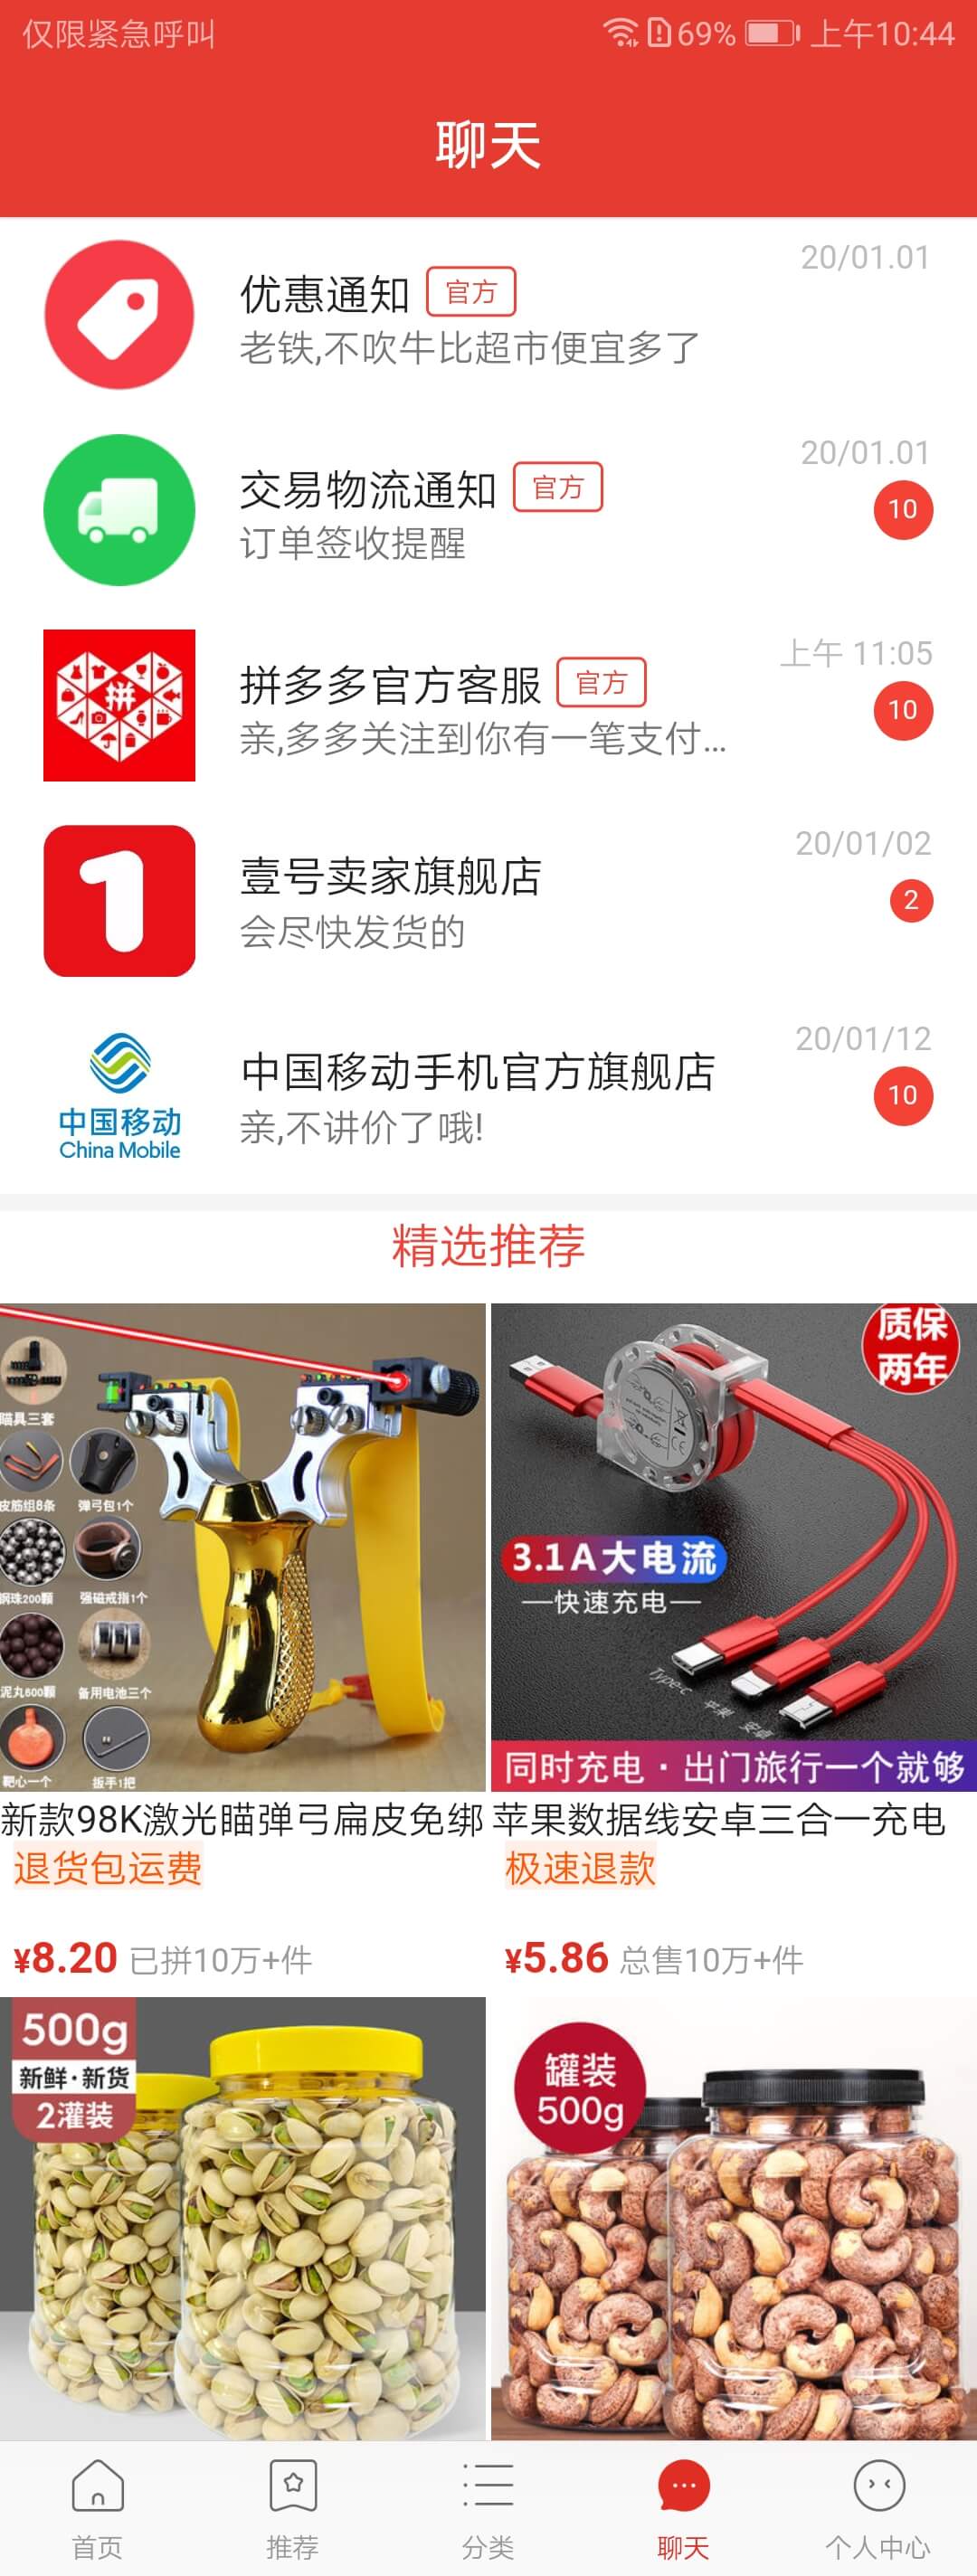 仅限紧急呼叫
69% 上午10:44
聊天
优惠通知 官方 20/01.01
老铁,不吹牛比超市便宜多了
交易物流通知 官方 20/01.01
订单签收提醒 10
拼
拼多多官方客服 官方 上午 11:05
亲,多多关注到你有一笔支付... 10
1
壹号卖家旗舰店 20/01/02
会尽快发货的 2
中国移动
China Mobile
中国移动手机官方旗舰店 20/01/12
亲,不讲价了哦! 10
精选推荐
瞄具三套
皮筋组8条 弹弓包1个
钢珠200颗 强磁戒指1个
泥丸600颗 备用电池三个
靶心一个 扳手1把
质保
两年
3.1A大电流
快速充电
Type-c 苹果 安卓
同时充电·出门旅行一个就够
新款98K激光瞄弹弓扁皮免绑
退货包运费
¥8.20 已拼10万+件
苹果数据线安卓三合一充电
极速退款
¥5.86 总售10万+件
500g
新鲜·新货
2灌装
罐装
500g
首页 推荐 分类 聊天 个人中心